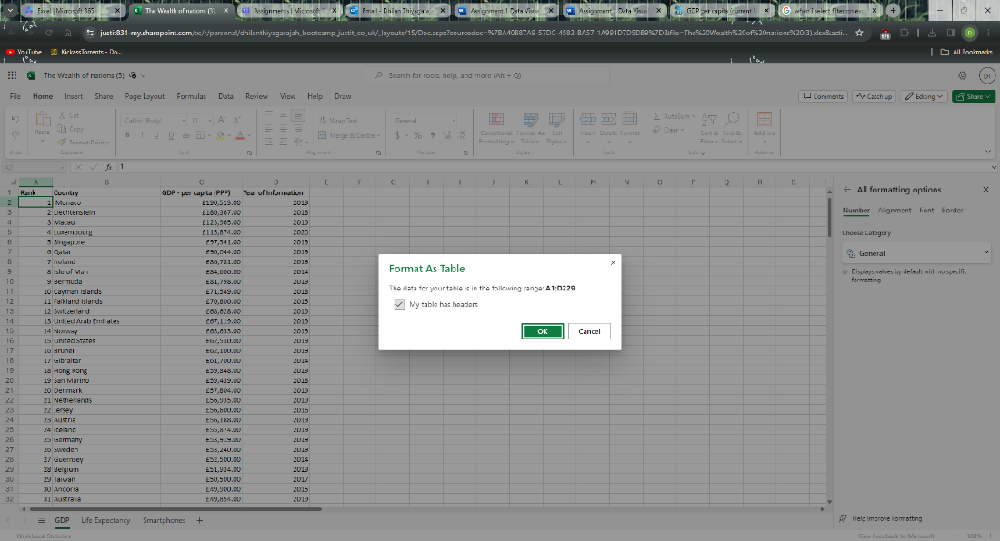 Excel | Microsoft 365
The Wealth of nations (3)
Assignments | Microsoft
Email - Dhilan Thiyagara
Assignment 1 Data Visua
Assignment 1 Data Visua
GDP per capita (current
when I select filter on exc
justit831-my.sharepoint.com/:x:/r/personal/dhilanthiyagarajah_bootcamp_justit_co_uk/_layouts/15/Doc.aspx?sourcedoc=%7BA40B87A9-57DC-4582-BA57-1A991D7D5DB9%7D&file=The%20Wealth%20of%20nations%20(3).xlsx&acti...
YouTube KickassTorrents - Do... All Bookmarks
The Wealth of nations (3) Search for tools, help, and more (Alt + Q) DT
File Home Insert Share Page Layout Formulas Data Review View Help Draw Comments Catch up Editing Share
Paste Cut Copy Format Painter Calibri (Body) 11 Wrap Text Merge & Centre General Conditional Formatting Format As Table Cell Styles Insert Delete Format AutoSum Clear Sort & Filter Find & Select Add-ins
Undo Clipboard Font Alignment Number Styles Cells Editing Add-ins
A2 fx 1
A B C D E F G H I J K L M N O P Q R S
1 Rank Country GDP - per capita (PPP) Year of Information
2 1 Monaco £190,513.00 2019
3 2 Liechtenstein £180,367.00 2018
4 3 Macau £123,965.00 2019
5 4 Luxembourg £115,874.00 2020
6 5 Singapore £97,341.00 2019
7 6 Qatar £90,044.00 2019
8 7 Ireland £86,781.00 2019
9 8 Isle of Man £84,600.00 2014
10 9 Bermuda £81,798.00 2019
11 10 Cayman Islands £71,549.00 2018
12 11 Falkland Islands £70,800.00 2015
13 12 Switzerland £68,628.00 2019
14 13 United Arab Emirates £67,119.00 2019
15 14 Norway £63,633.00 2019
16 15 United States £62,530.00 2019
17 16 Brunei £62,100.00 2019
18 17 Gibraltar £61,700.00 2014
19 18 Hong Kong £59,848.00 2019
20 19 San Marino £59,439.00 2018
21 20 Denmark £57,804.00 2019
22 21 Netherlands £56,935.00 2019
23 22 Jersey £56,600.00 2016
24 23 Austria £56,188.00 2019
25 24 Iceland £55,874.00 2019
26 25 Germany £53,919.00 2019
27 26 Sweden £53,240.00 2019
28 27 Guernsey £52,500.00 2014
29 28 Belgium £51,934.00 2019
30 29 Taiwan £50,500.00 2017
31 30 Andorra £49,900.00 2015
32 31 Australia £49,854.00 2019
Format As Table
The data for your table is in the following range: A1:D229
My table has headers
OK Cancel
All formatting options
Number Alignment Font Border
Choose Category
General
Displays values by default with no specific
formatting
Help Improve Formatting
GDP Life Expectancy Smartphones
Workbook Statistics Give Feedback to Microsoft 100%